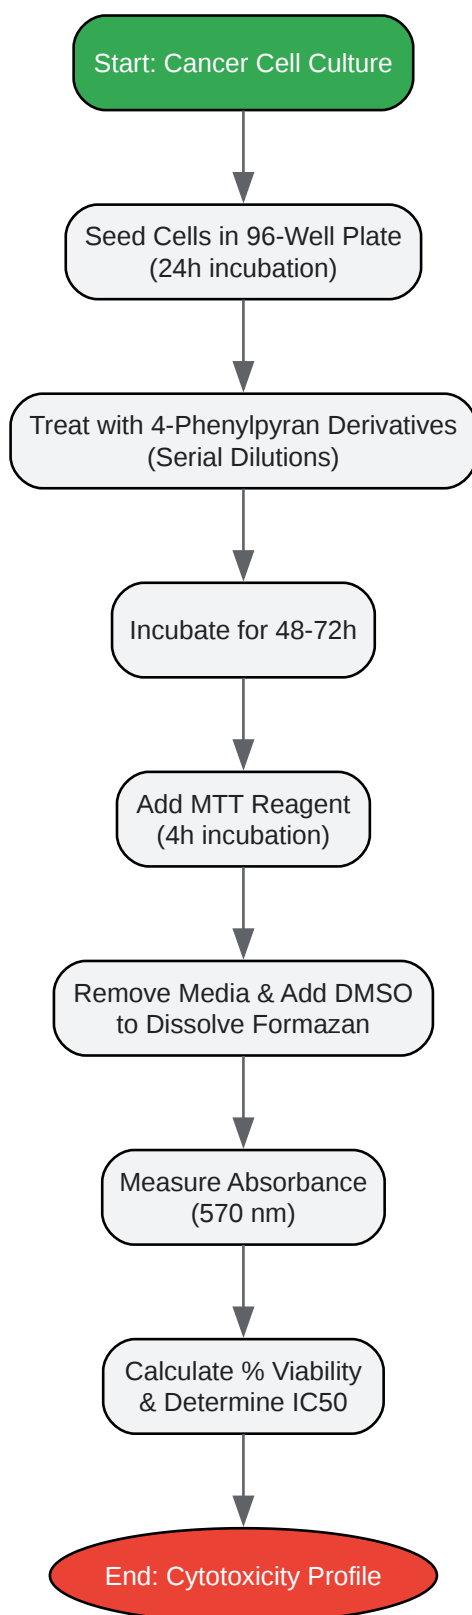 Start: Cancer Cell Culture
Seed Cells in 96-Well Plate
(24h incubation)
Treat with 4-Phenylpyran Derivatives
(Serial Dilutions)
Incubate for 48-72h
Add MTT Reagent
(4h incubation)
Remove Media & Add DMSO
to Dissolve Formazan
Measure Absorbance
(570 nm)
Calculate % Viability
& Determine IC50
End: Cytotoxicity Profile